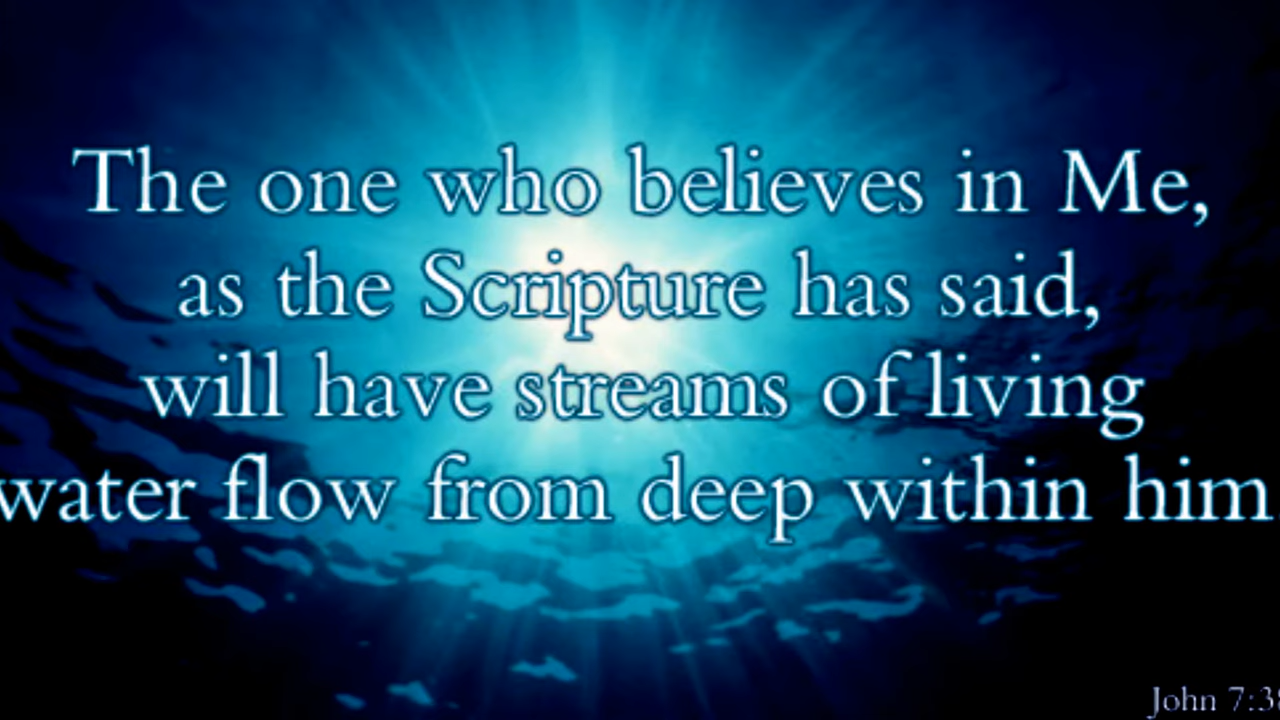 The one who believes in Me,
as the Scripture has said,
will have streams of living
water flow from deep within him
John 7:38